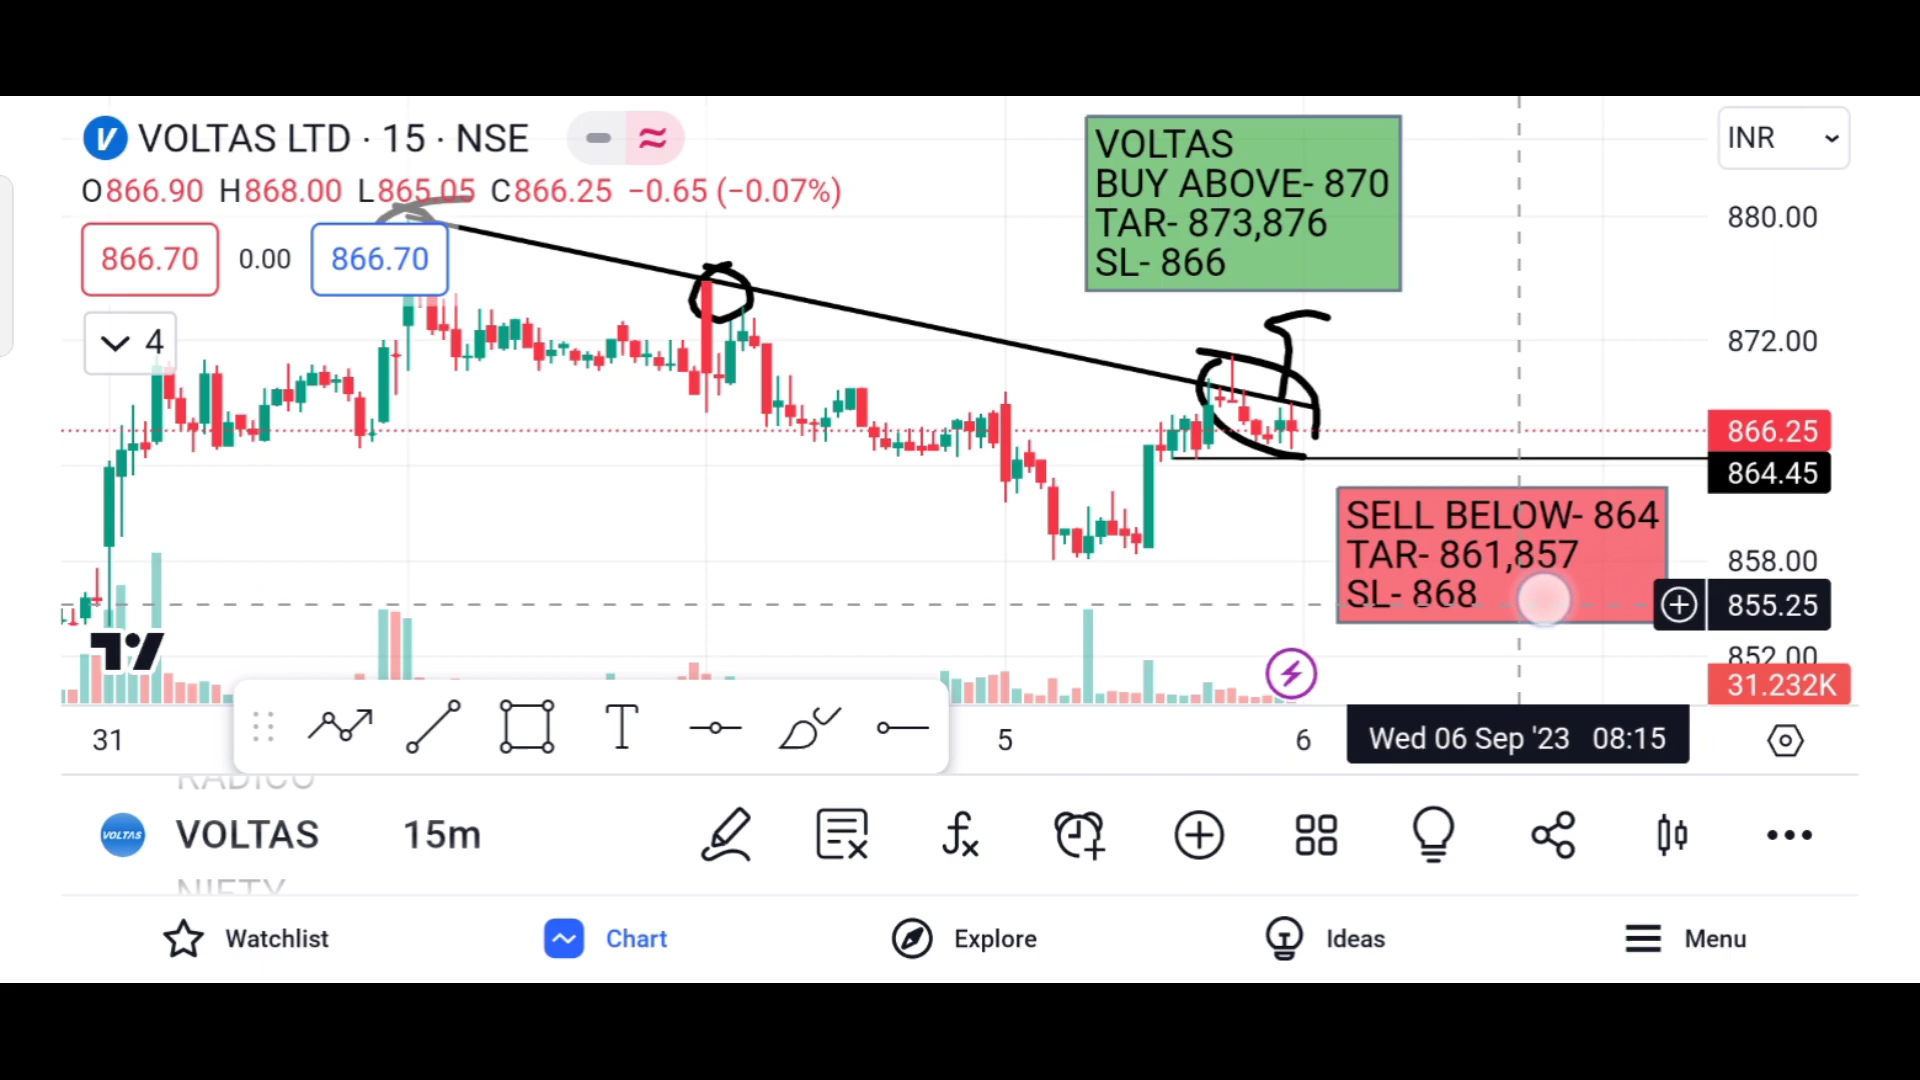 VOLTAS LTD · 15 · NSE
O866.90 H868.00 L865.05 C866.25 −0.65 (−0.07%)
866.70 0.00 866.70
4
VOLTAS
BUY ABOVE- 870
TAR- 873,876
SL- 866
INR
880.00
872.00
866.25
864.45
SELL BELOW- 864
TAR- 861,857
SL- 868
858.00
855.25
852.00
31.232K
31 5 6 Wed 06 Sep '23 08:15
RADICO
VOLTAS
VOLTAS 15m
NIFTY
Watchlist Chart Explore Ideas Menu